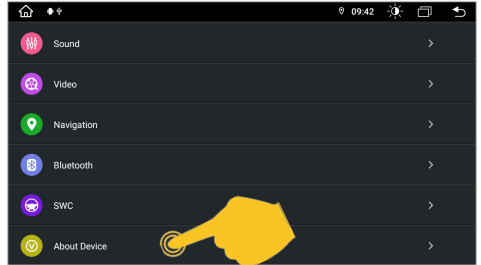 09:42
Sound
Video
Navigation
Bluetooth
SWC
About Device